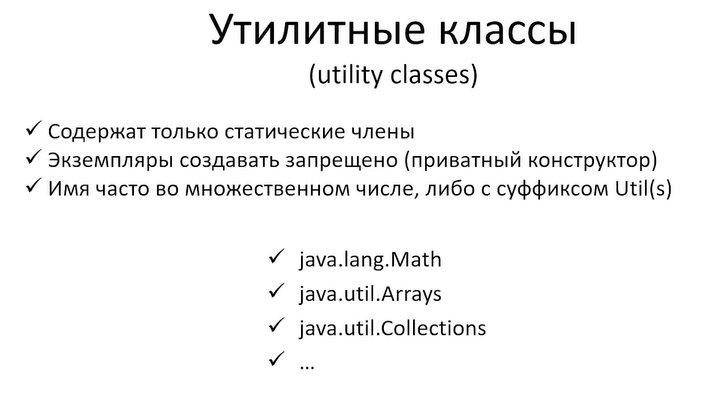 Утилитные классы
(utility classes)
✓ Содержат только статические члены
✓ Экземпляры создавать запрещено (приватный конструктор)
✓ Имя часто во множественном числе, либо с суффиксом Util(s)
✓ java.lang.Math
✓ java.util.Arrays
✓ java.util.Collections
✓ ...